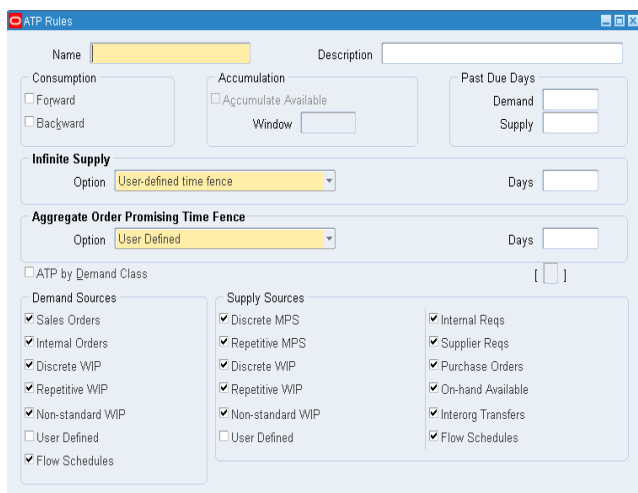 ATP Rules
Name
Description
Consumption
Forward
Backward
Accumulation
Accumulate Available
Window
Past Due Days
Demand
Supply
Infinite Supply
Option User-defined time fence
Days
Aggregate Order Promising Time Fence
Option User Defined
Days
ATP by Demand Class
[ ]
Demand Sources
Sales Orders
Internal Orders
Discrete WIP
Repetitive WIP
Non-standard WIP
User Defined
Flow Schedules
Supply Sources
Discrete MPS
Repetitive MPS
Discrete WIP
Repetitive WIP
Non-standard WIP
User Defined
Internal Reqs
Supplier Reqs
Purchase Orders
On-hand Available
Interorg Transfers
Flow Schedules